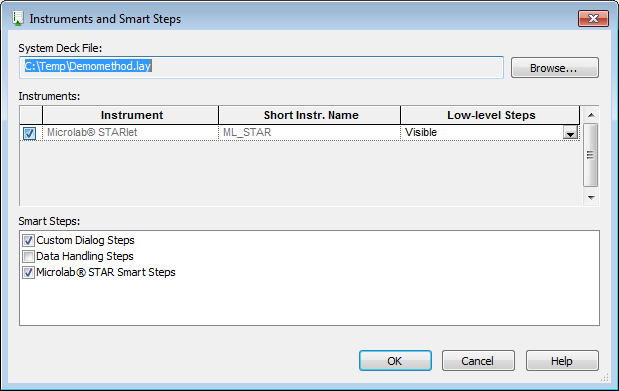 Instruments and Smart Steps
System Deck File:
C:\Temp\Demomethod.lay
Browse...
Instruments:
Instrument Short Instr. Name Low-level Steps
Microlab® STARlet ML_STAR Visible
Smart Steps:
Custom Dialog Steps
Data Handling Steps
Microlab® STAR Smart Steps
OK Cancel Help